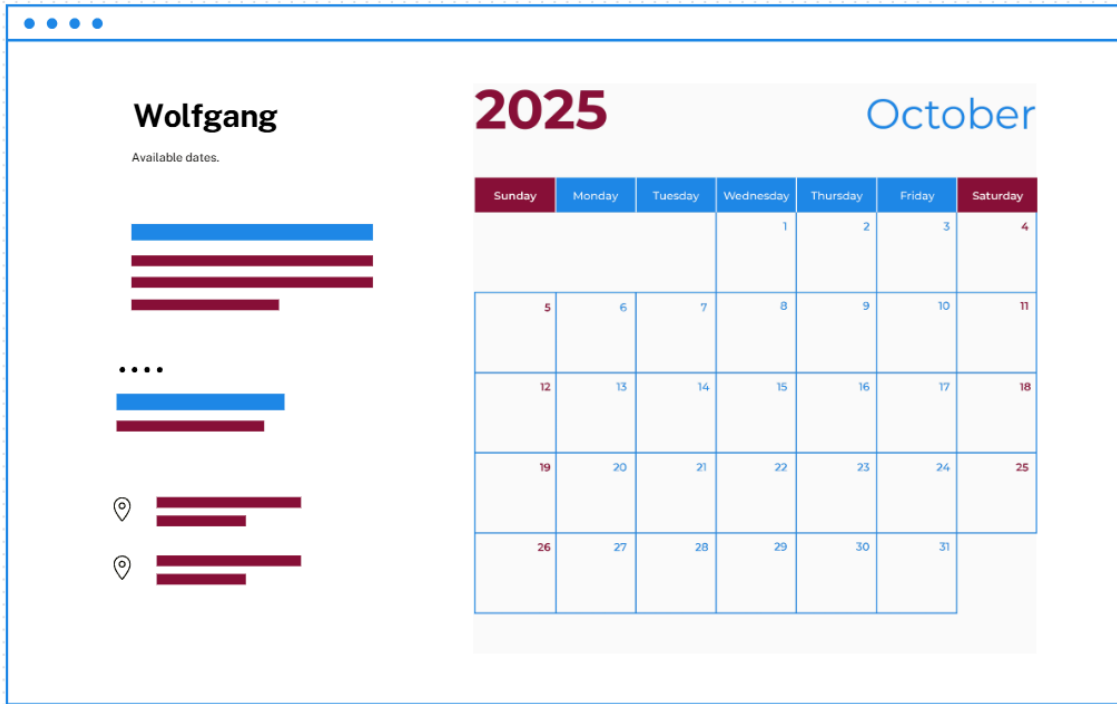 Wolfgang
Available dates.
2025 October
Sunday Monday Tuesday Wednesday Thursday Friday Saturday
1 2 3 4
5 6 7 8 9 10 11
12 13 14 15 16 17 18
19 20 21 22 23 24 25
26 27 28 29 30 31